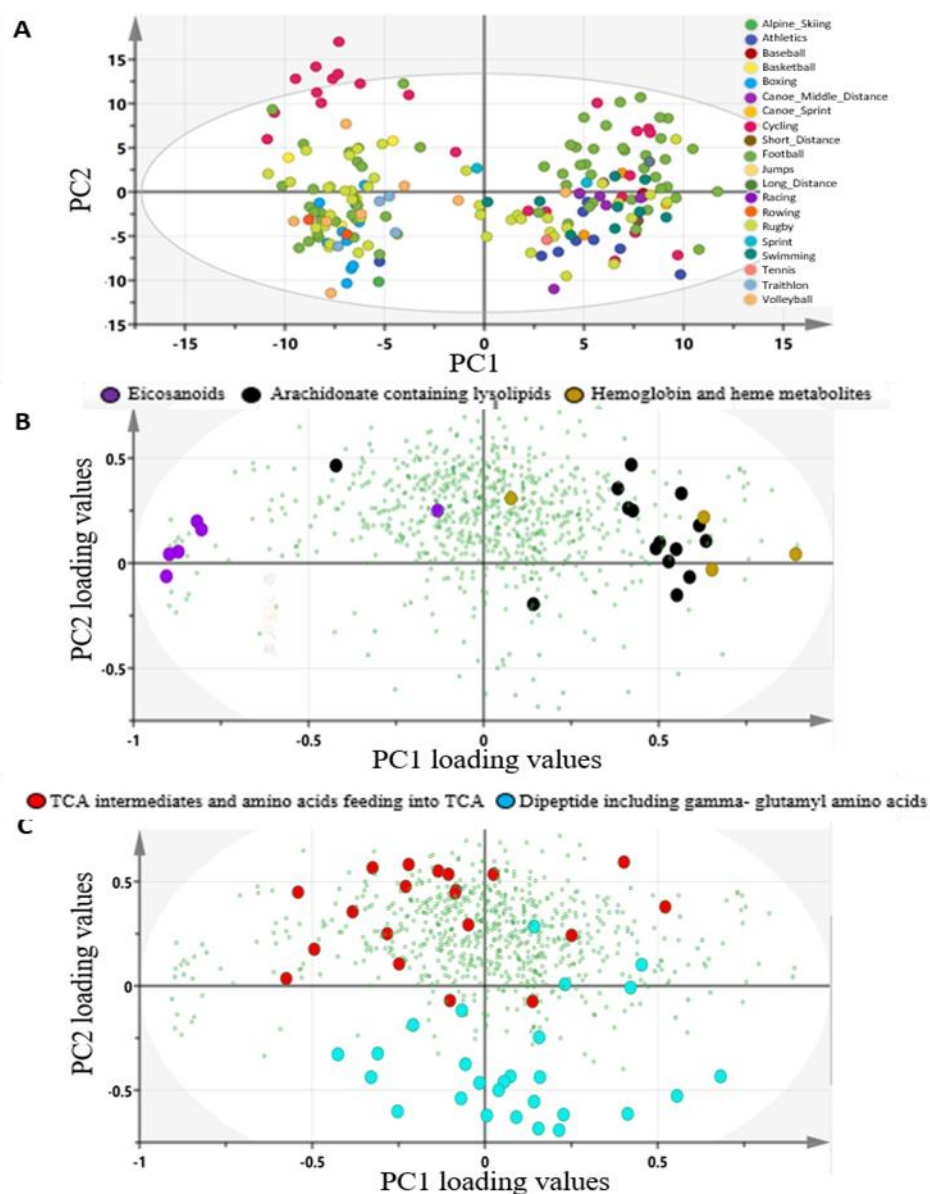 A
PC2
15
10
5
0
-5
-10
-15
-15
-10
-5
0
5
10
15
PC1
Alpine_Skiing
Athletics
Baseball
Basketball
Boxing
Canoe_Middle_Distance
Canoe_Sprint
Cycling
Short_Distance
Football
Jumps
Long_Distance
Racing
Rowing
Rugby
Sprint
Swimming
Tennis
Traithlon
Volleyball
Eicosanoids Arachidonate containing lysolipids Hemoglobin and heme metabolites
B
PC2 loading values
0.5
0
-0.5
-1
-0.5
0
0.5
PC1 loading values
TCA intermediates and amino acids feeding into TCA Dipeptide including gamma- glutamyl amino acids
C
PC2 loading values
0.5
0
-0.5
-1
-0.5
0
0.5
PC1 loading values